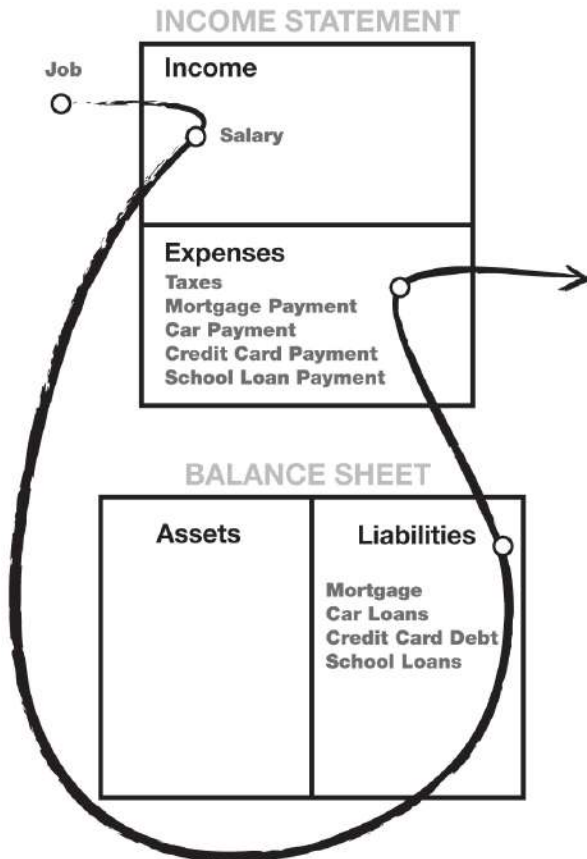 INCOME STATEMENT
Job
Income
Salary
Expenses
Taxes
Mortgage Payment
Car Payment
Credit Card Payment
School Loan Payment
BALANCE SHEET
Assets
Liabilities
Mortgage
Car Loans
Credit Card Debt
School Loans